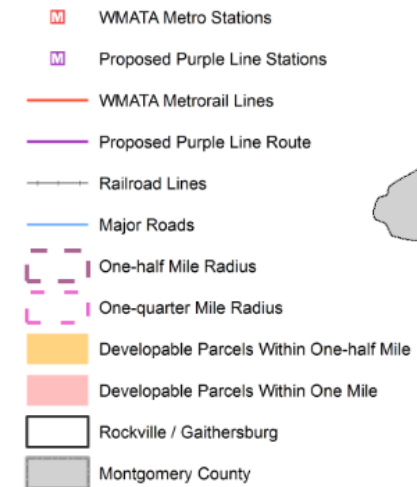 M WMATA Metro Stations
M Proposed Purple Line Stations
WMATA Metrorail Lines
Proposed Purple Line Route
Railroad Lines
Major Roads
One-half Mile Radius
One-quarter Mile Radius
Developable Parcels Within One-half Mile
Developable Parcels Within One Mile
Rockville / Gaithersburg
Montgomery County